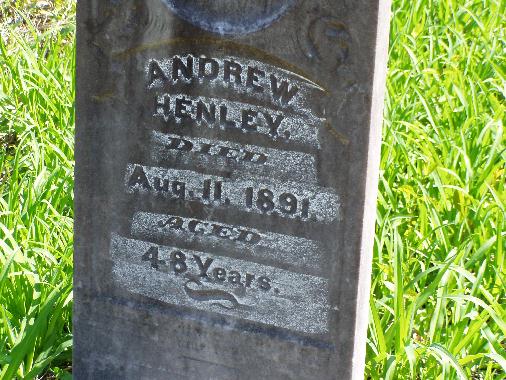 ANDREW
HENLEY.
DIED
Aug. 11. 1891.
AGED
48 Years.